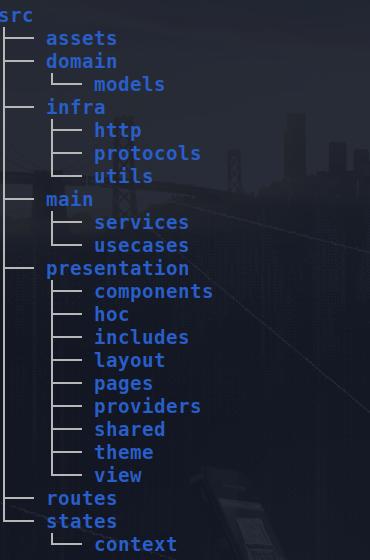 src
assets
domain
models
infra
http
protocols
utils
main
services
usecases
presentation
components
hoc
includes
layout
pages
providers
shared
theme
view
routes
states
context